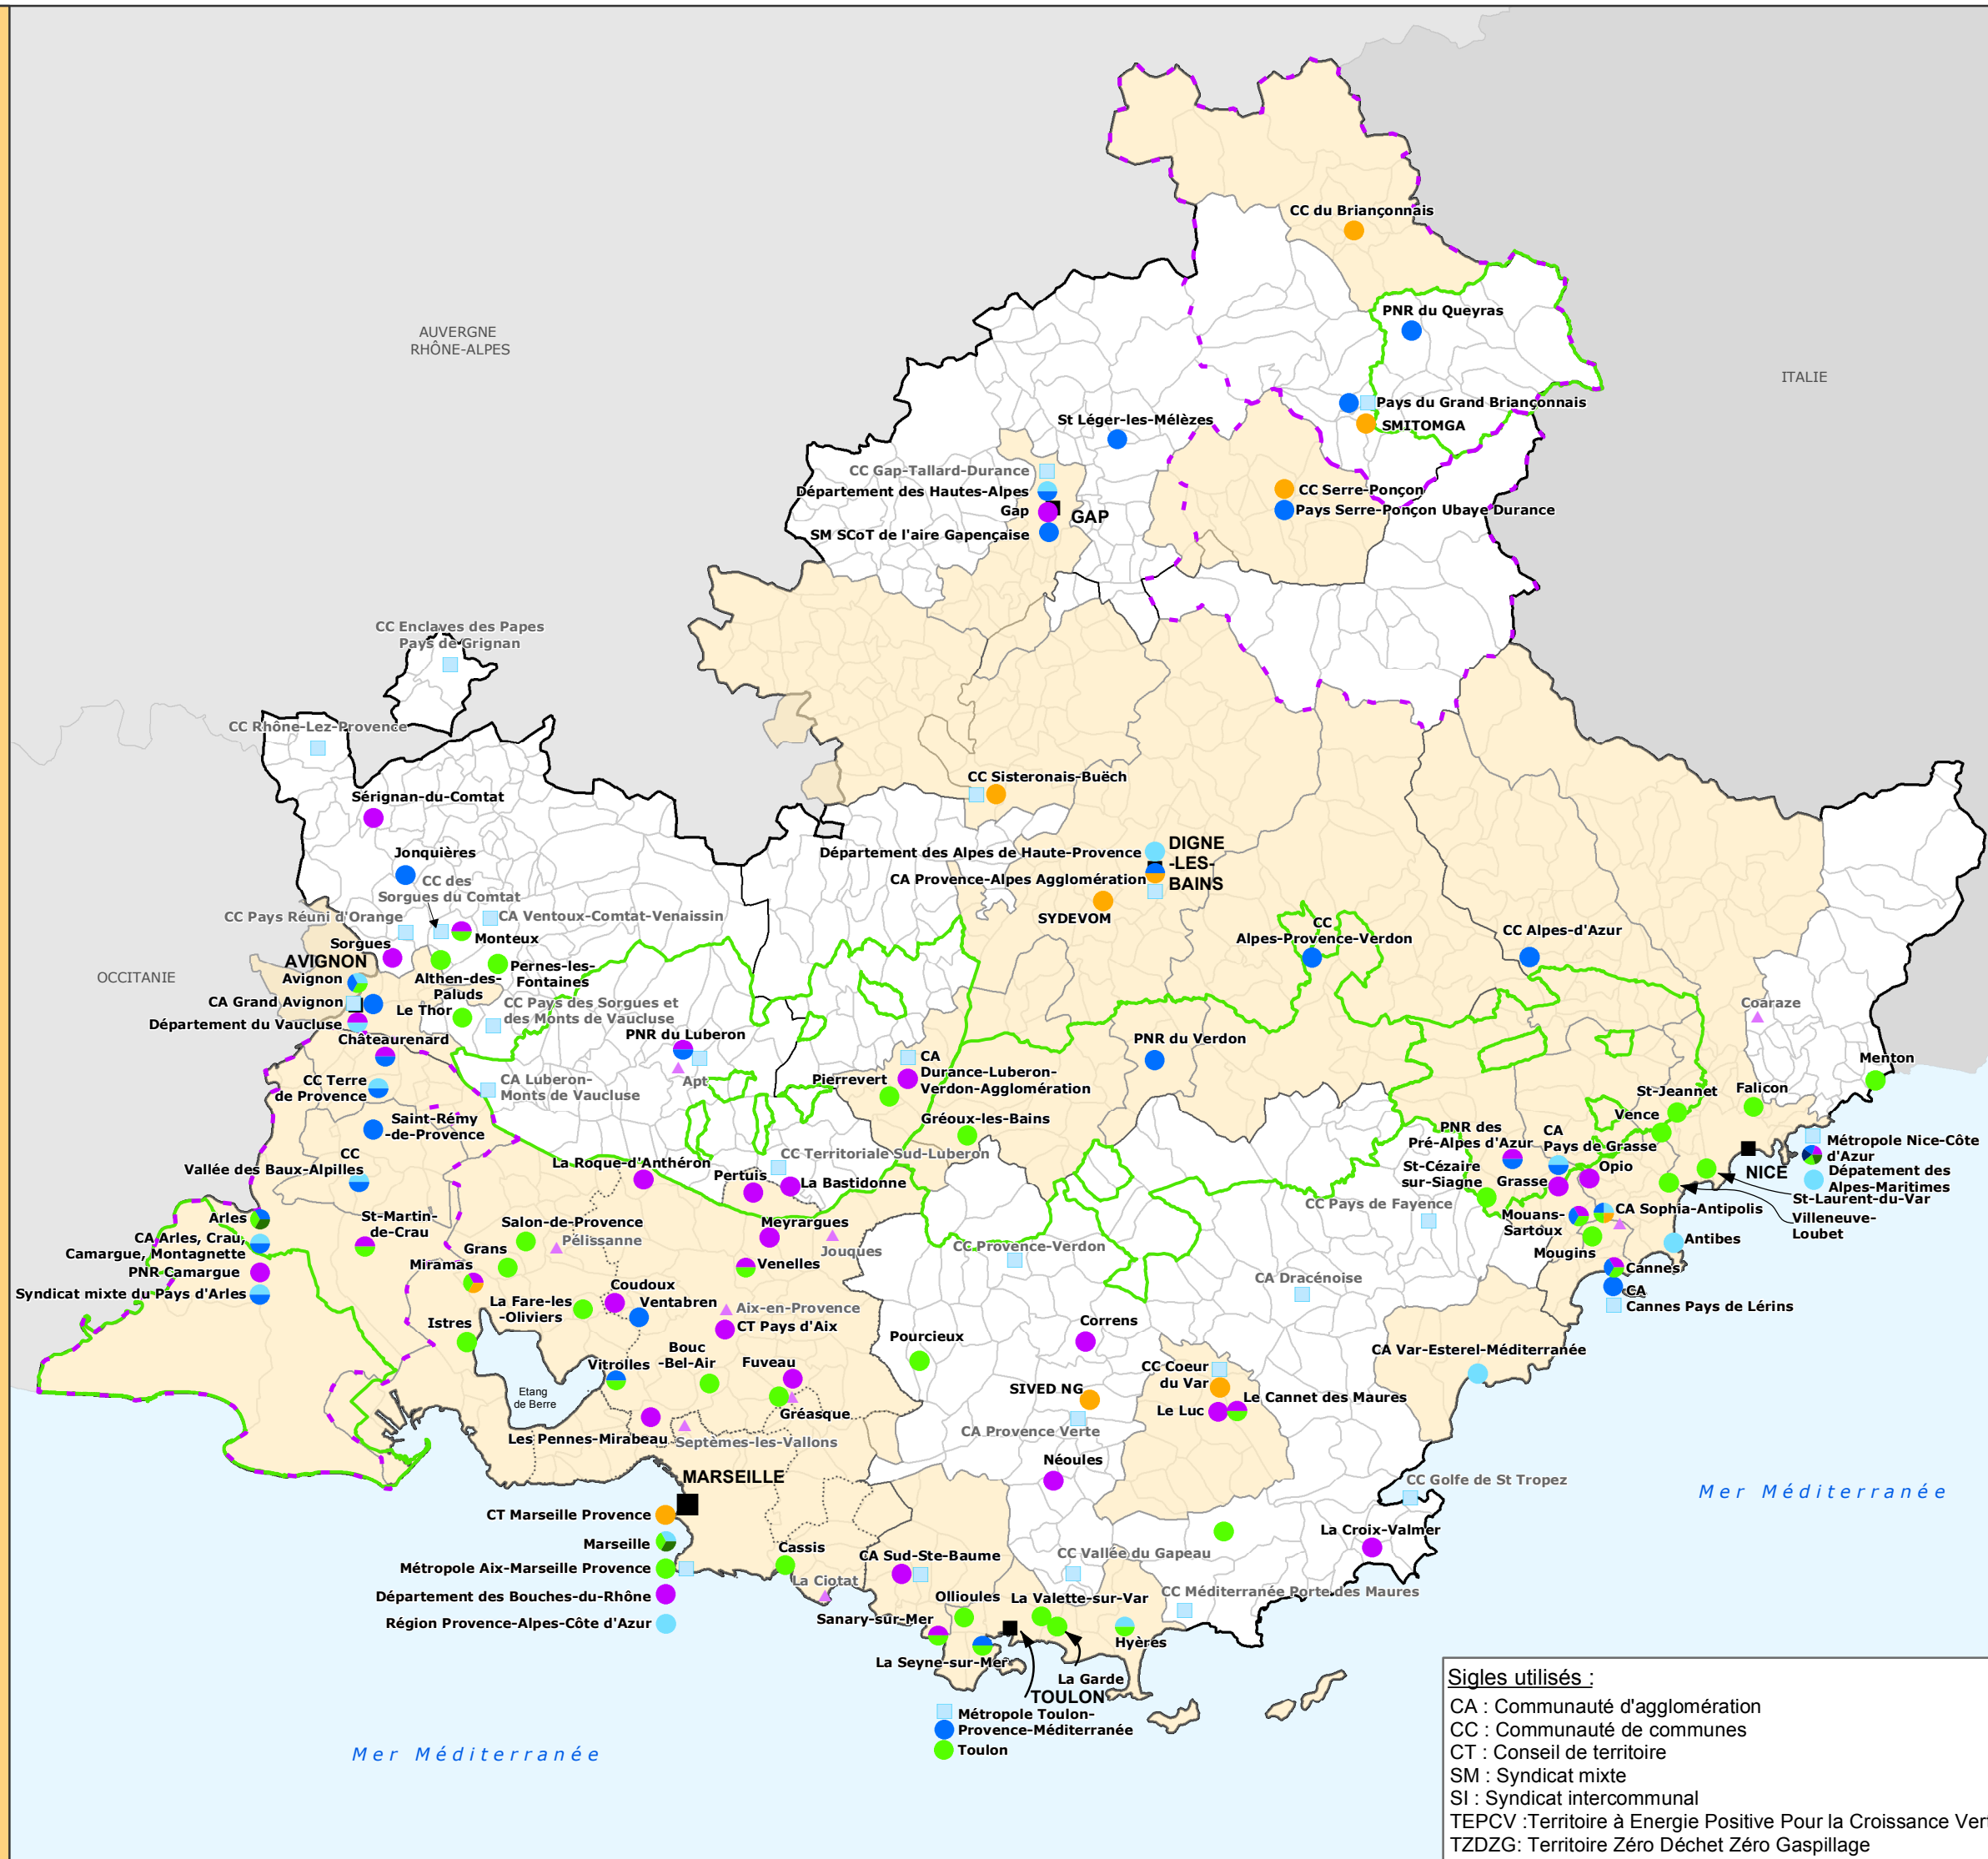 CC du Briançonnais
PNR du Queyras
AUVERGNE
RHÔNE-ALPES
ITALIE
Pays du Grand Briançonnais
St Léger-les-Mélèzes
SMITOMGA
CC Gap-Tallard-Durance
Département des Hautes-Alpes
CC Serre-Ponçon
Gap
GAP
Pays Serre-Ponçon Ubaye Durance
SM SCoT de l'aire Gapençaise
CC Enclaves des Papes
Pays de Grignan
CC Rhône-Lez-Provence
CC Sisteronais-Buëch
Sérignan-du-Comtat
Jonquières
Département des Alpes de Haute-Provence
DIGNE
-LES-
BAINS
CC des
Sorgues du Comtat
CA Provence-Alpes Agglomération
CC Pays Réuni d'Orange
CA Ventoux-Comtat-Venaissin
SYDEVOM
CC
Alpes-Provence-Verdon
CC Alpes-d'Azur
Sorgues
Monteux
AVIGNON
OCCITANIE
Avignon
Althen-des-
Paluds
Pernes-les-
Fontaines
CA Grand Avignon
Le Thor
CC Pays des Sorgues et
des Monts de Vaucluse
Coaraze
Département du Vaucluse
Châteaurenard
PNR du Luberon
PNR du Verdon
CA
Durance-Luberon-
Verdon-Agglomération
Menton
CC Terre
de Provence
CA Luberon-
Monts de Vaucluse
Apt
Pierrevert
St-Jeannet
Falicon
Saint-Rémy
-de-Provence
Gréoux-les-Bains
Vence
PNR des
Pré-Alpes d'Azur
CA
Pays de Grasse
Métropole Nice-Côte
d'Azur
CC
Vallée des Baux-Alpilles
La Roque-d'Anthéron
CC Territoriale Sud-Luberon
NICE
Pertuis
La Bastidonne
St-Cézaire
sur-Siagne
Opio
Grasse
Dépatement des
Alpes-Maritimes
St-Laurent-du-Var
Arles
St-Martin-
de-Crau
Salon-de-Provence
Meyrargues
CC Pays de Fayence
Mouans-
Sartoux
CA Sophia-Antipolis
Villeneuve-
Loubet
CA Arles, Crau,
Camargue, Montagnette
Pélissanne
Jouques
CC Provence-Verdon
Antibes
Grans
Mougins
PNR Camargue
Miramas
Venelles
Cannes
Syndicat mixte du Pays d'Arles
Coudoux
Ventabren
CA Dracénoise
CA
Cannes Pays de Lérins
La Fare-les
-Oliviers
Aix-en-Provence
CT Pays d'Aix
Istres
Correns
Pourcieux
CA Var-Esterel-Méditerranée
Bouc
-Bel-Air
Vitrolles
Fuveau
CC Coeur
du Var
Etang
de Berre
SIVED NG
Le Cannet des Maures
Gréasque
Le Luc
Les Pennes-Mirabeau
Septèmes-les-Vallons
CA Provence Verte
Néoules
MARSEILLE
CC Golfe de St Tropez
Mer Méditerranée
CT Marseille Provence
La Croix-Valmer
Marseille
Cassis
CA Sud-Ste-Baume
CC Vallée du Gapeau
Métropole Aix-Marseille Provence
La Ciotat
CC Méditerranée Porte des Maures
Département des Bouches-du-Rhône
Ollioules
La Valette-sur-Var
Région Provence-Alpes-Côte d'Azur
Sanary-sur-Mer
Hyères
La Seyne-sur-Mer
La Garde
TOULON
Métropole Toulon-
Provence-Méditerranée
Toulon
Mer Méditerranée
Sigles utilisés :
CA : Communauté d'agglomération
CC : Communauté de communes
CT : Conseil de territoire
SM : Syndicat mixte
SI : Syndicat intercommunal
TEPCV :Territoire à Energie Positive Pour la Croissance Ver
TZDZG: Territoire Zéro Déchet Zéro Gaspillage